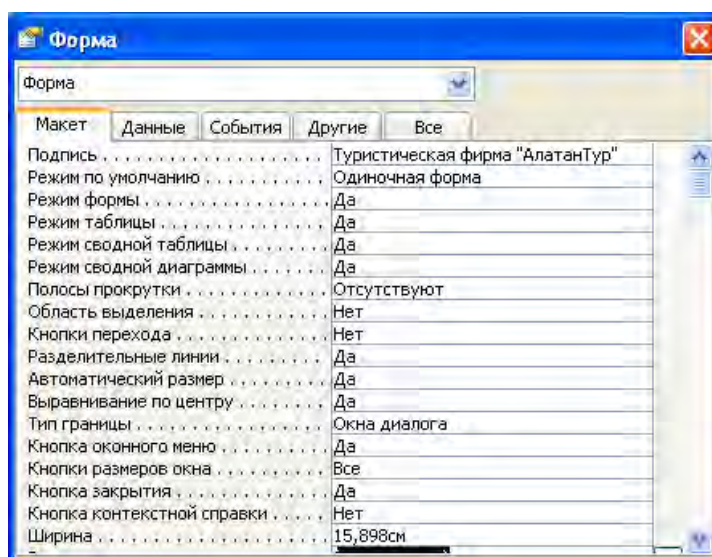 Форма
Форма
Макет Данные События Другие Все
Подпись . . . . . . . . . . . . . . . . . . . . . Туристическая фирма "АлатанТур"
Режим по умолчанию . . . . . . . . . . . Одиночная форма
Режим формы . . . . . . . . . . . . . . . . . Да
Режим таблицы . . . . . . . . . . . . . . . . Да
Режим сводной таблицы . . . . . . . . . Да
Режим сводной диаграммы . . . . . . . Да
Полосы прокрутки . . . . . . . . . . . . . . Отсутствуют
Область выделения . . . . . . . . . . . . . Нет
Кнопки перехода . . . . . . . . . . . . . . . Нет
Разделительные линии . . . . . . . . . Да
Автоматический размер . . . . . . . . . Да
Выравнивание по центру . . . . . . . . Да
Тип границы . . . . . . . . . . . . . . . . . Окна диалога
Кнопка оконного меню . . . . . . . . . . Да
Кнопки размеров окна . . . . . . . . . . Все
Кнопка закрытия . . . . . . . . . . . . . . Да
Кнопка контекстной справки . . . . . Нет
Ширина . . . . . . . . . . . . . . . . . . . . . 15,898см